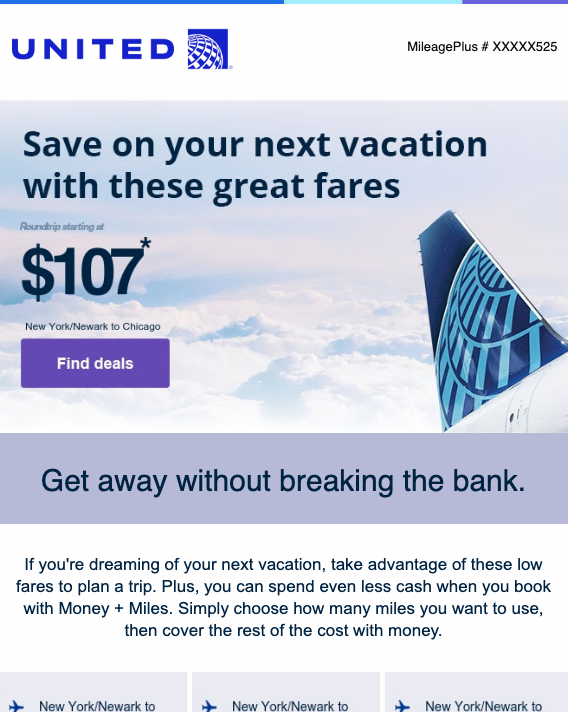 UNITED
MileagePlus # XXXXX525
Save on your next vacation
with these great fares
Roundtrip starting at
$107*
New York/Newark to Chicago
Find deals
Get away without breaking the bank.
If you're dreaming of your next vacation, take advantage of these low
fares to plan a trip. Plus, you can spend even less cash when you book
with Money + Miles. Simply choose how many miles you want to use,
then cover the rest of the cost with money.
New York/Newark to
New York/Newark to
New York/Newark to